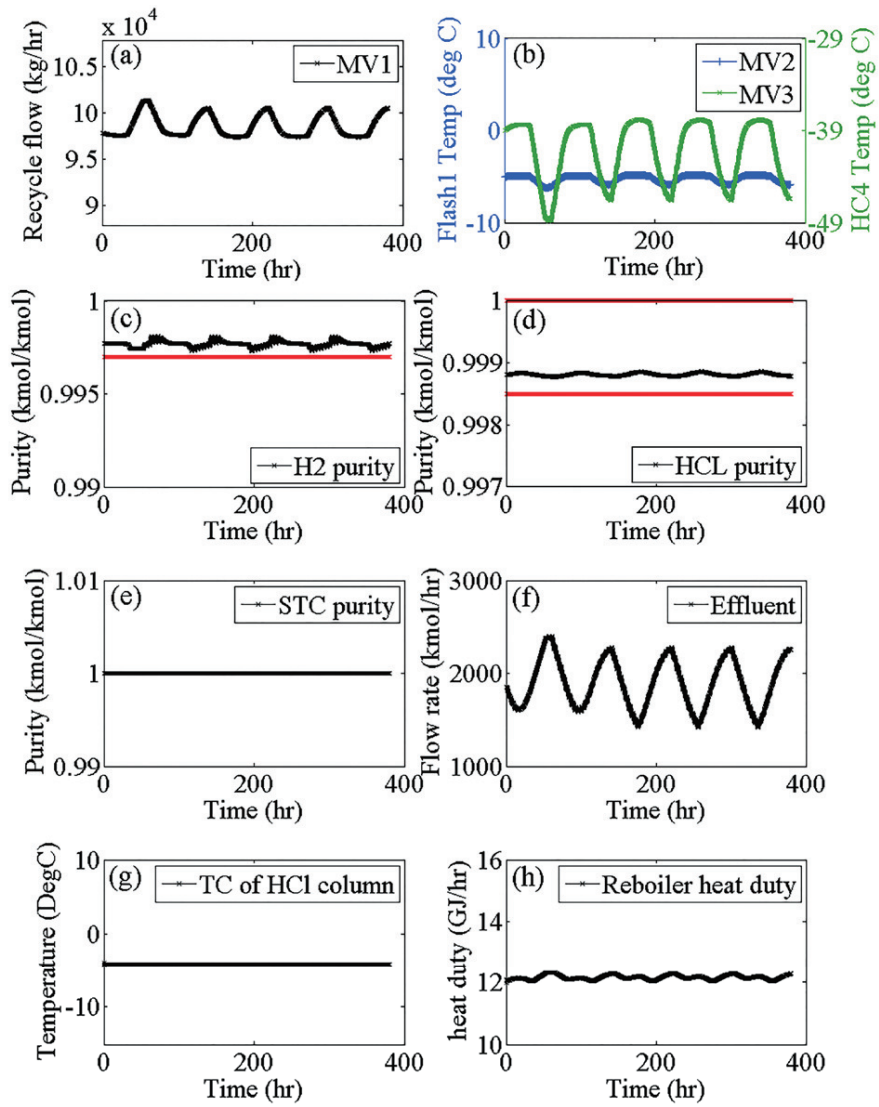 x 10⁴
10.5
10
9.5
9
Recycle flow (kg/hr)
(a)
MV1
0
200
400
Time (hr)
10
0
-10
Flash1 Temp (deg C)
(b)
MV2
MV3
-29
-39
-49
HC4 Temp (deg C)
0
200
400
Time (hr)
1
0.995
0.99
Purity (kmol/kmol)
(c)
H2 purity
0
200
400
Time (hr)
1
0.999
0.998
0.997
Purity (kmol/kmol)
(d)
HCL purity
0
200
400
Time (hr)
1.01
1
0.99
Purity (kmol/kmol)
(e)
STC purity
0
200
400
Time (hr)
3000
2000
1000
Flow rate (kmol/hr)
(f)
Effluent
0
200
400
Time (hr)
10
0
-10
Temperature (DegC)
(g)
TC of HCl column
0
200
400
Time (hr)
16
14
12
10
heat duty (GJ/hr)
(h)
Reboiler heat duty
0
200
400
Time (hr)